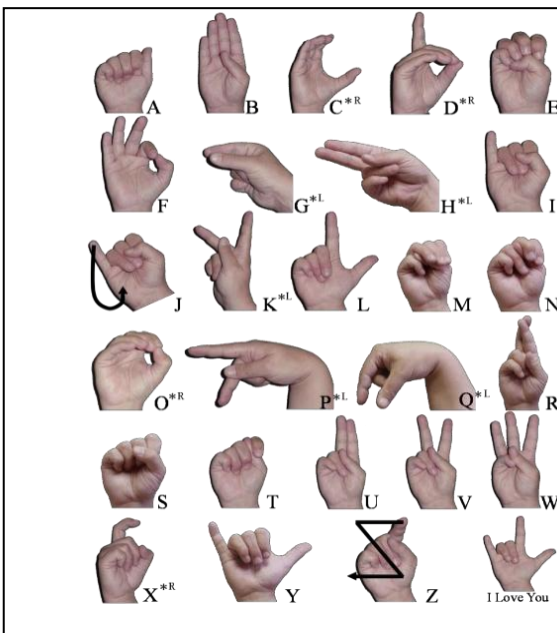 A B C*R D*R E
F G*L H*L I
J K*L L M N
O*R P*L Q*L R
S T U V W
X*R Y Z I Love You